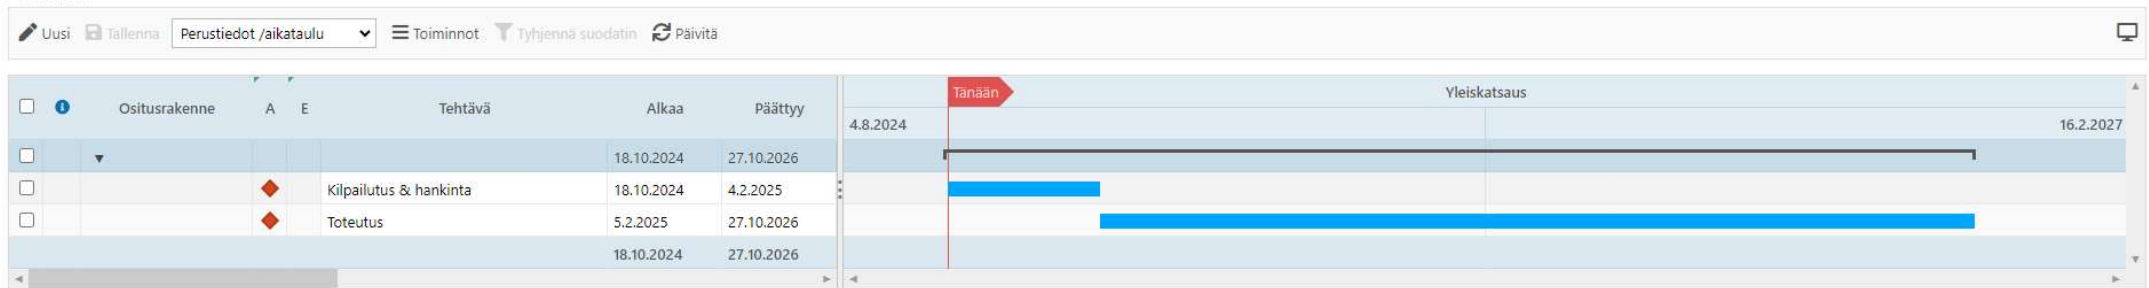 Uusi Tallenna Perustiedot /aikataulu Toiminnot Tyhjennä suodatin Päivitä
Tänään Yleiskatsaus
Ositusrakenne A E Tehtävä Alkaa Päättyy
4.8.2024 16.2.2027
18.10.2024 27.10.2026
Kilpailutus & hankinta 18.10.2024 4.2.2025
Toteutus 5.2.2025 27.10.2026
18.10.2024 27.10.2026